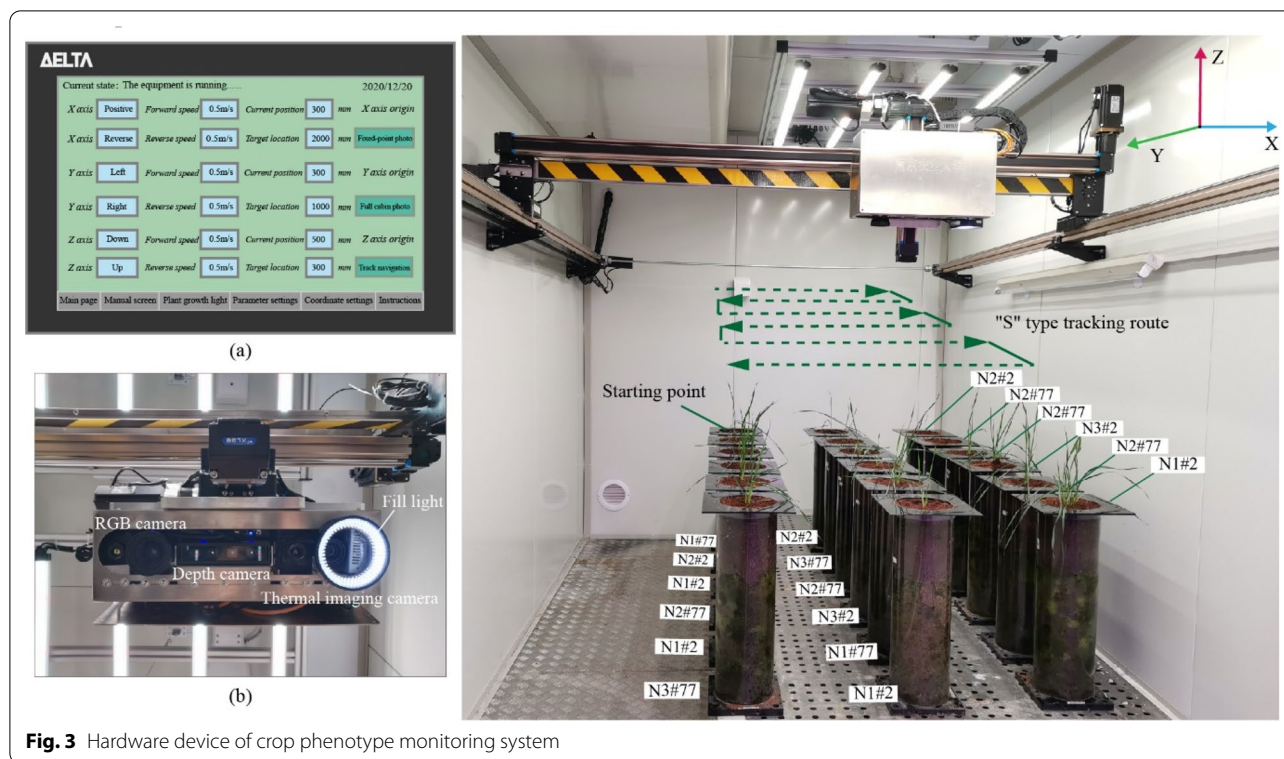 ΔELTA
Current state: The equipment is running...... 2020/12/20
X axis Positive Forward speed 0.5m/s Current position 300 mm X axis origin
X axis Reverse Reverse speed 0.5m/s Target location 2000 mm Fixed-point photo
Y axis Left Forward speed 0.5m/s Current position 300 mm Y axis origin
Y axis Right Reverse speed 0.5m/s Target location 1000 mm Full cabin photo
Z axis Down Forward speed 0.5m/s Current position 500 mm Z axis origin
Z axis Up Reverse speed 0.5m/s Target location 300 mm Track navigation
Main page Manual screen Plant growth light Parameter settings Coordinate settings Instructions
(a)
RGB camera
Fill light
Depth camera
Thermal imaging camera
(b)
Z
X
Y
"S" type tracking route
Starting point
N2#2
N2#77
N2#77
N3#2
N2#77
N1#2
N1#77
N2#2
N1#2
N2#77
N1#2
N3#77
N2#2
N3#77
N2#77
N3#2
N1#77
N1#2
Fig. 3 Hardware device of crop phenotype monitoring system